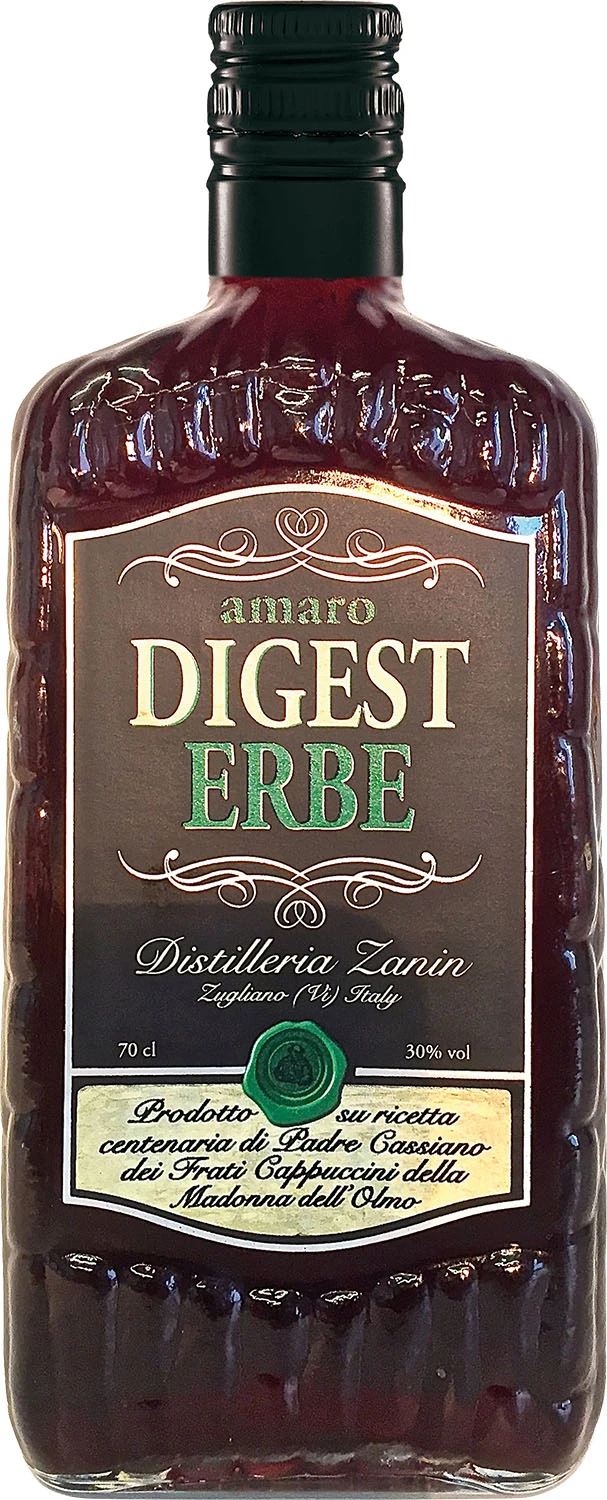 amaro
DIGEST
ERBE
Distilleria Zanin
Zugliano (Vi) Italy
70 cl 30% vol
Prodotto su ricetta
centenaria di Padre Cassiano
dei Frati Cappuccini della
Madonna dell'Olmo